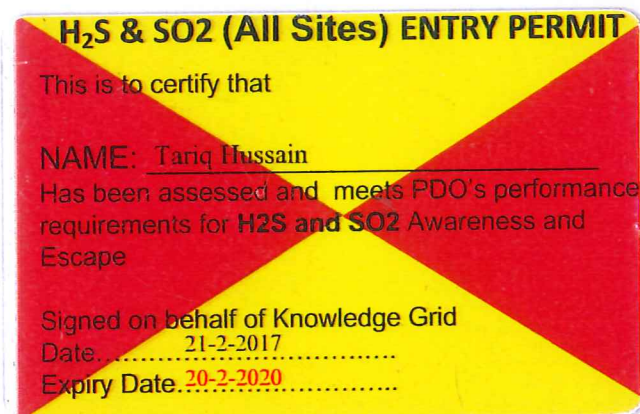 H₂S & SO2 (All Sites) ENTRY PERMIT
This is to certify that
NAME: Tariq Hussain
Has been assessed and meets PDO's performance
requirements for H2S and SO2 Awareness and
Escape
Signed on behalf of Knowledge Grid
Date..... 21-2-2017 .....
Expiry Date. 20-2-2020 .....